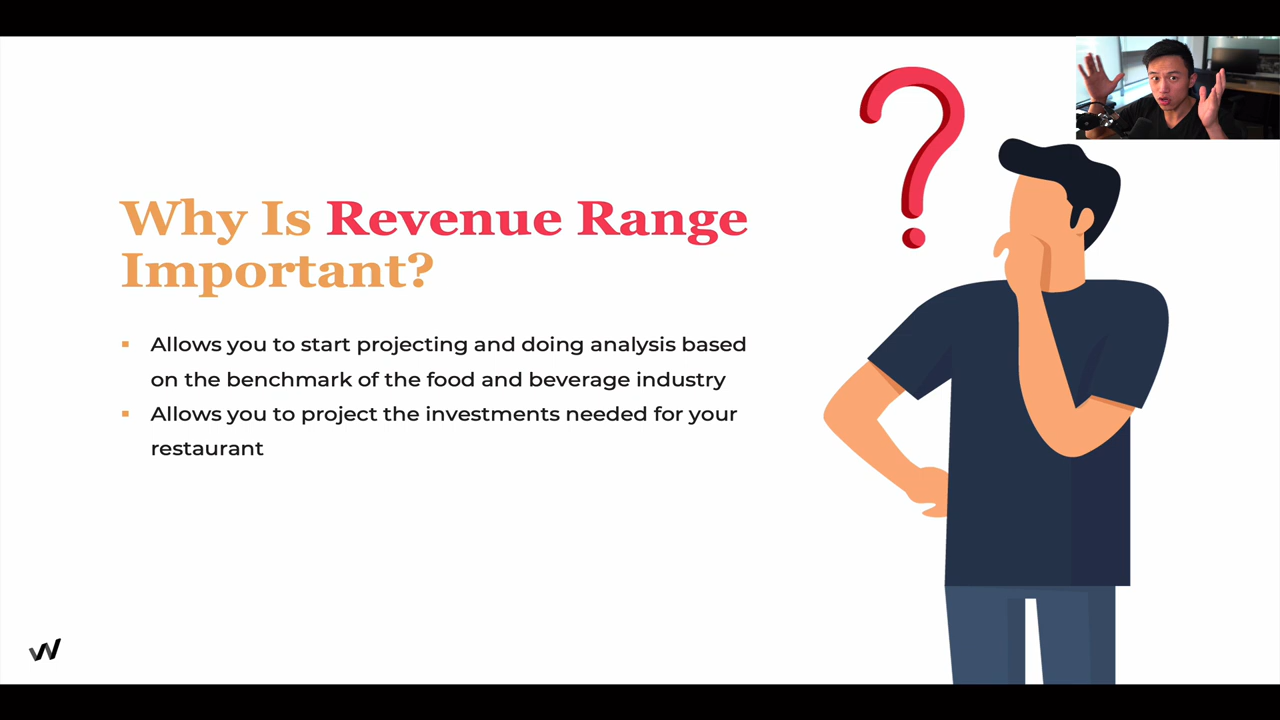 Why Is Revenue Range
Important?
▪ Allows you to start projecting and doing analysis based
on the benchmark of the food and beverage industry
▪ Allows you to project the investments needed for your
restaurant